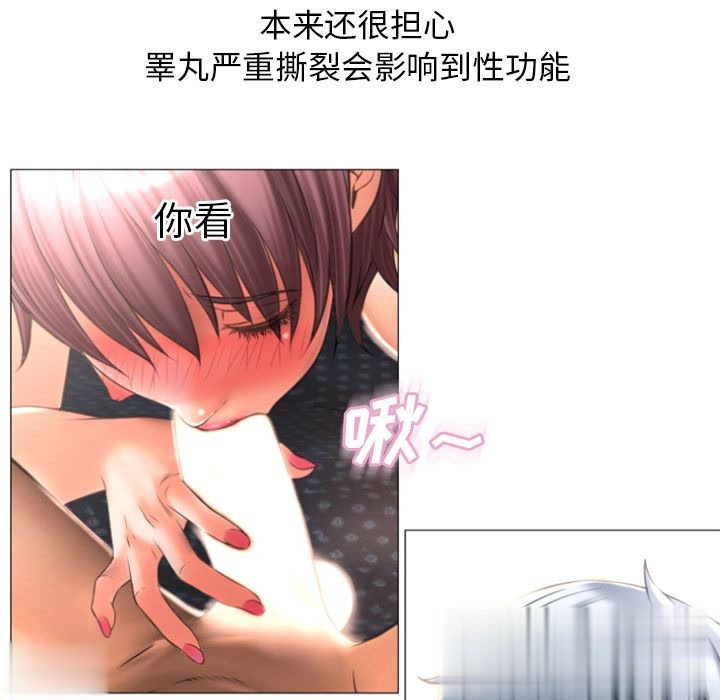 本来还很担心
睾丸严重撕裂会影响到性功能
你看
啾～